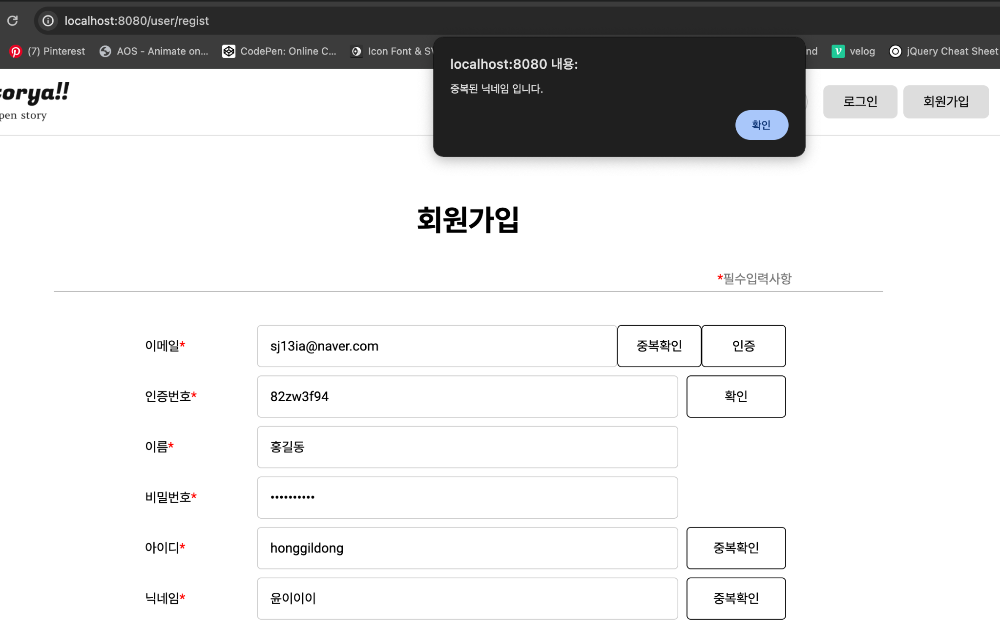 localhost:8080/user/regist
(7) Pinterest
AOS - Animate on...
CodePen: Online C...
Icon Font &
velog
jQuery Cheat Sheet
localhost:8080 내용:
중복된 닉네임 입니다.
확인
orya!!
pen story
로그인
회원가입
회원가입
*필수입력사항
이메일*
sj13ia@naver.com
중복확인
인증
인증번호*
82zw3f94
확인
이름*
홍길동
비밀번호*
••••••••••
아이디*
honggildong
중복확인
닉네임*
윤이이이
중복확인